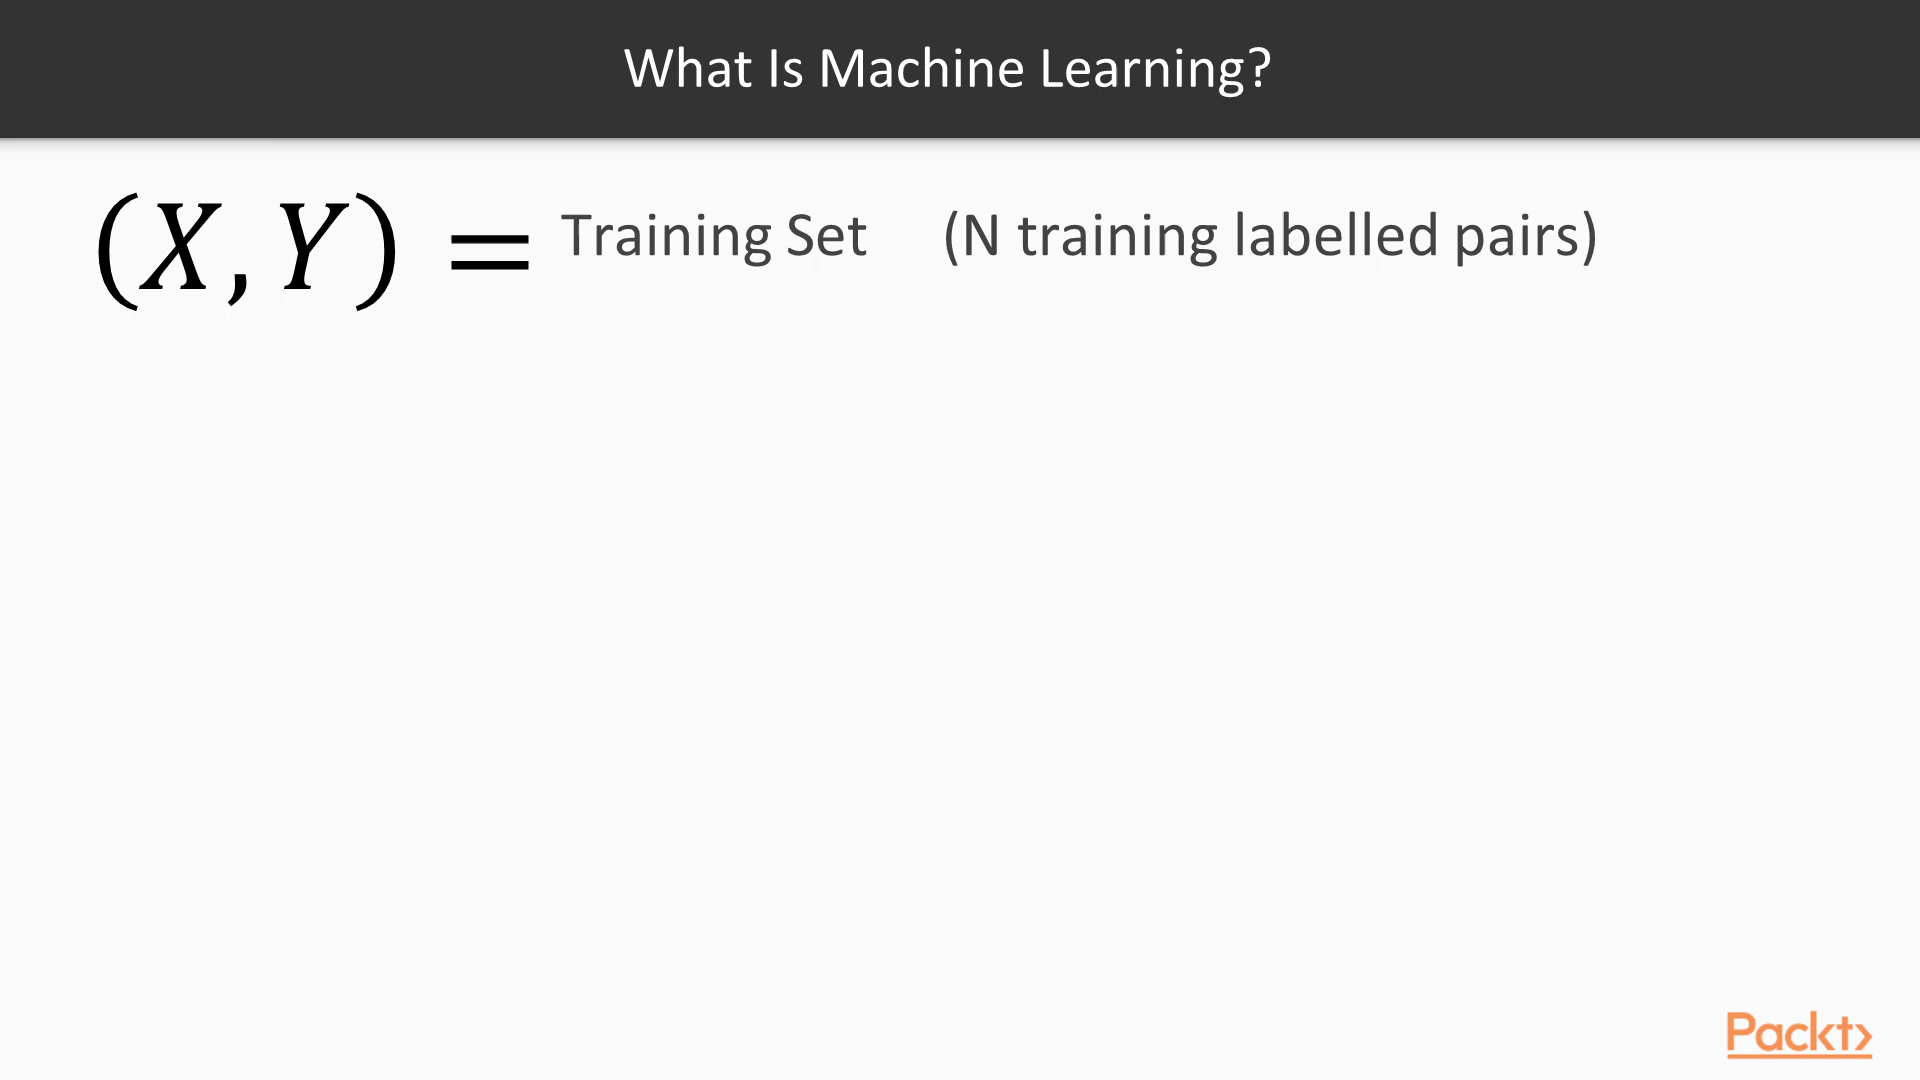 What Is Machine Learning?
(X, Y) = Training Set (N training labelled pairs)
Packt>